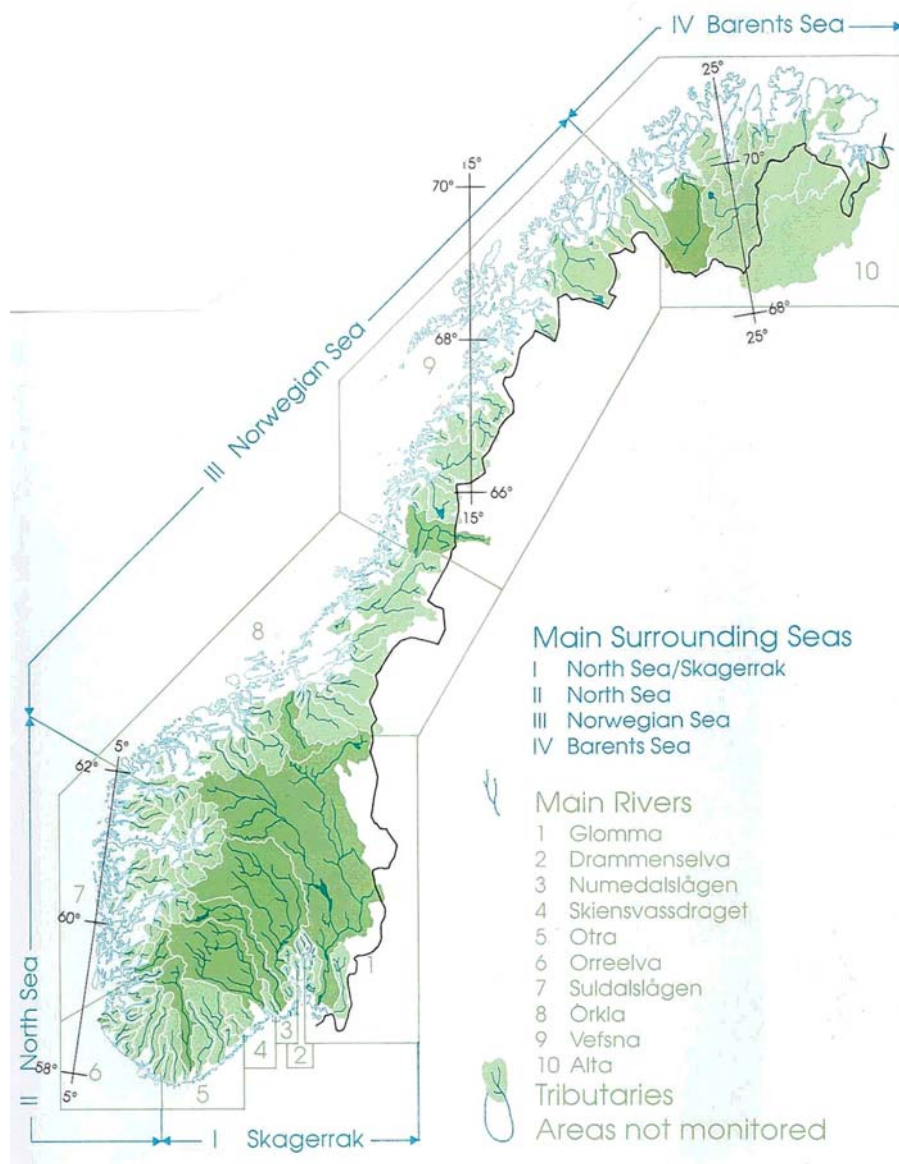 IV Barents Sea
25°
70°
15°
70°
10
68°
25°
68°
9
III Norwegian Sea
66°
15°
8
Main Surrounding Seas
I North Sea/Skagerrak
II North Sea
III Norwegian Sea
IV Barents Sea
5°
62°
Main Rivers
1 Glomma
2 Drammenselva
3 Numedalslågen
4 Skiensvassdraget
5 Otra
6 Orreelva
7 Suldalslågen
8 Orkla
9 Vefsna
10 Alta
Tributaries
Areas not monitored
7
60°
1
II North Sea
3
4
2
58°
6
5
5°
I Skagerrak